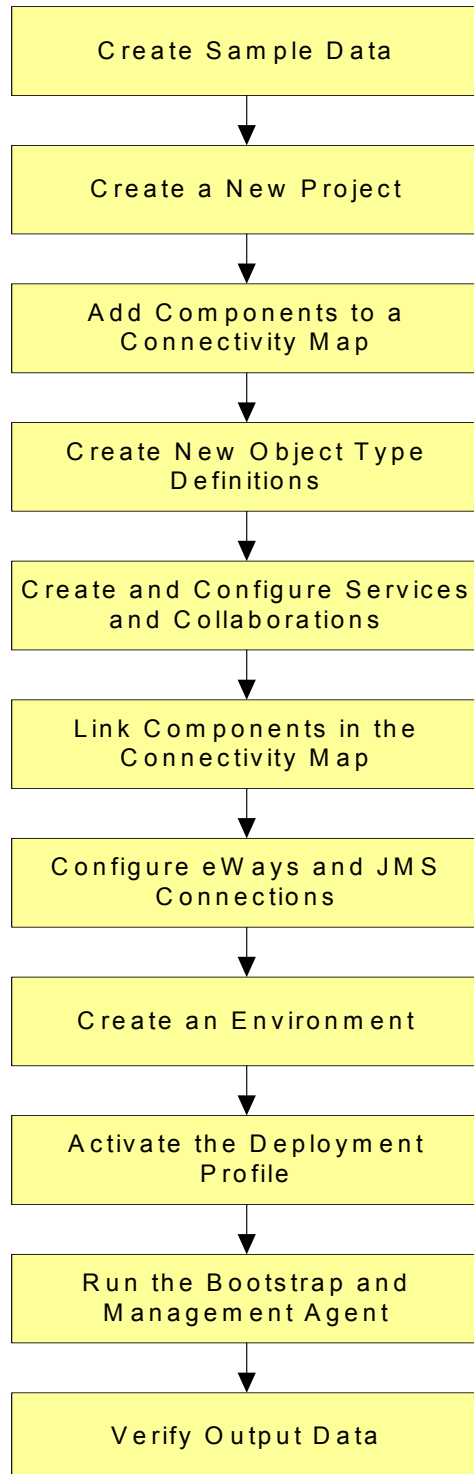 Create Sample Data
Create a New Project
Add Components to a
Connectivity Map
Create New Object Type
Definitions
Create and Configure Services
and Collaborations
Link Components in the
Connectivity Map
Configure eWays and JMS
Connections
Create an Environment
Activate the Deployment
Profile
Run the Bootstrap and
Management Agent
Verify Output Data